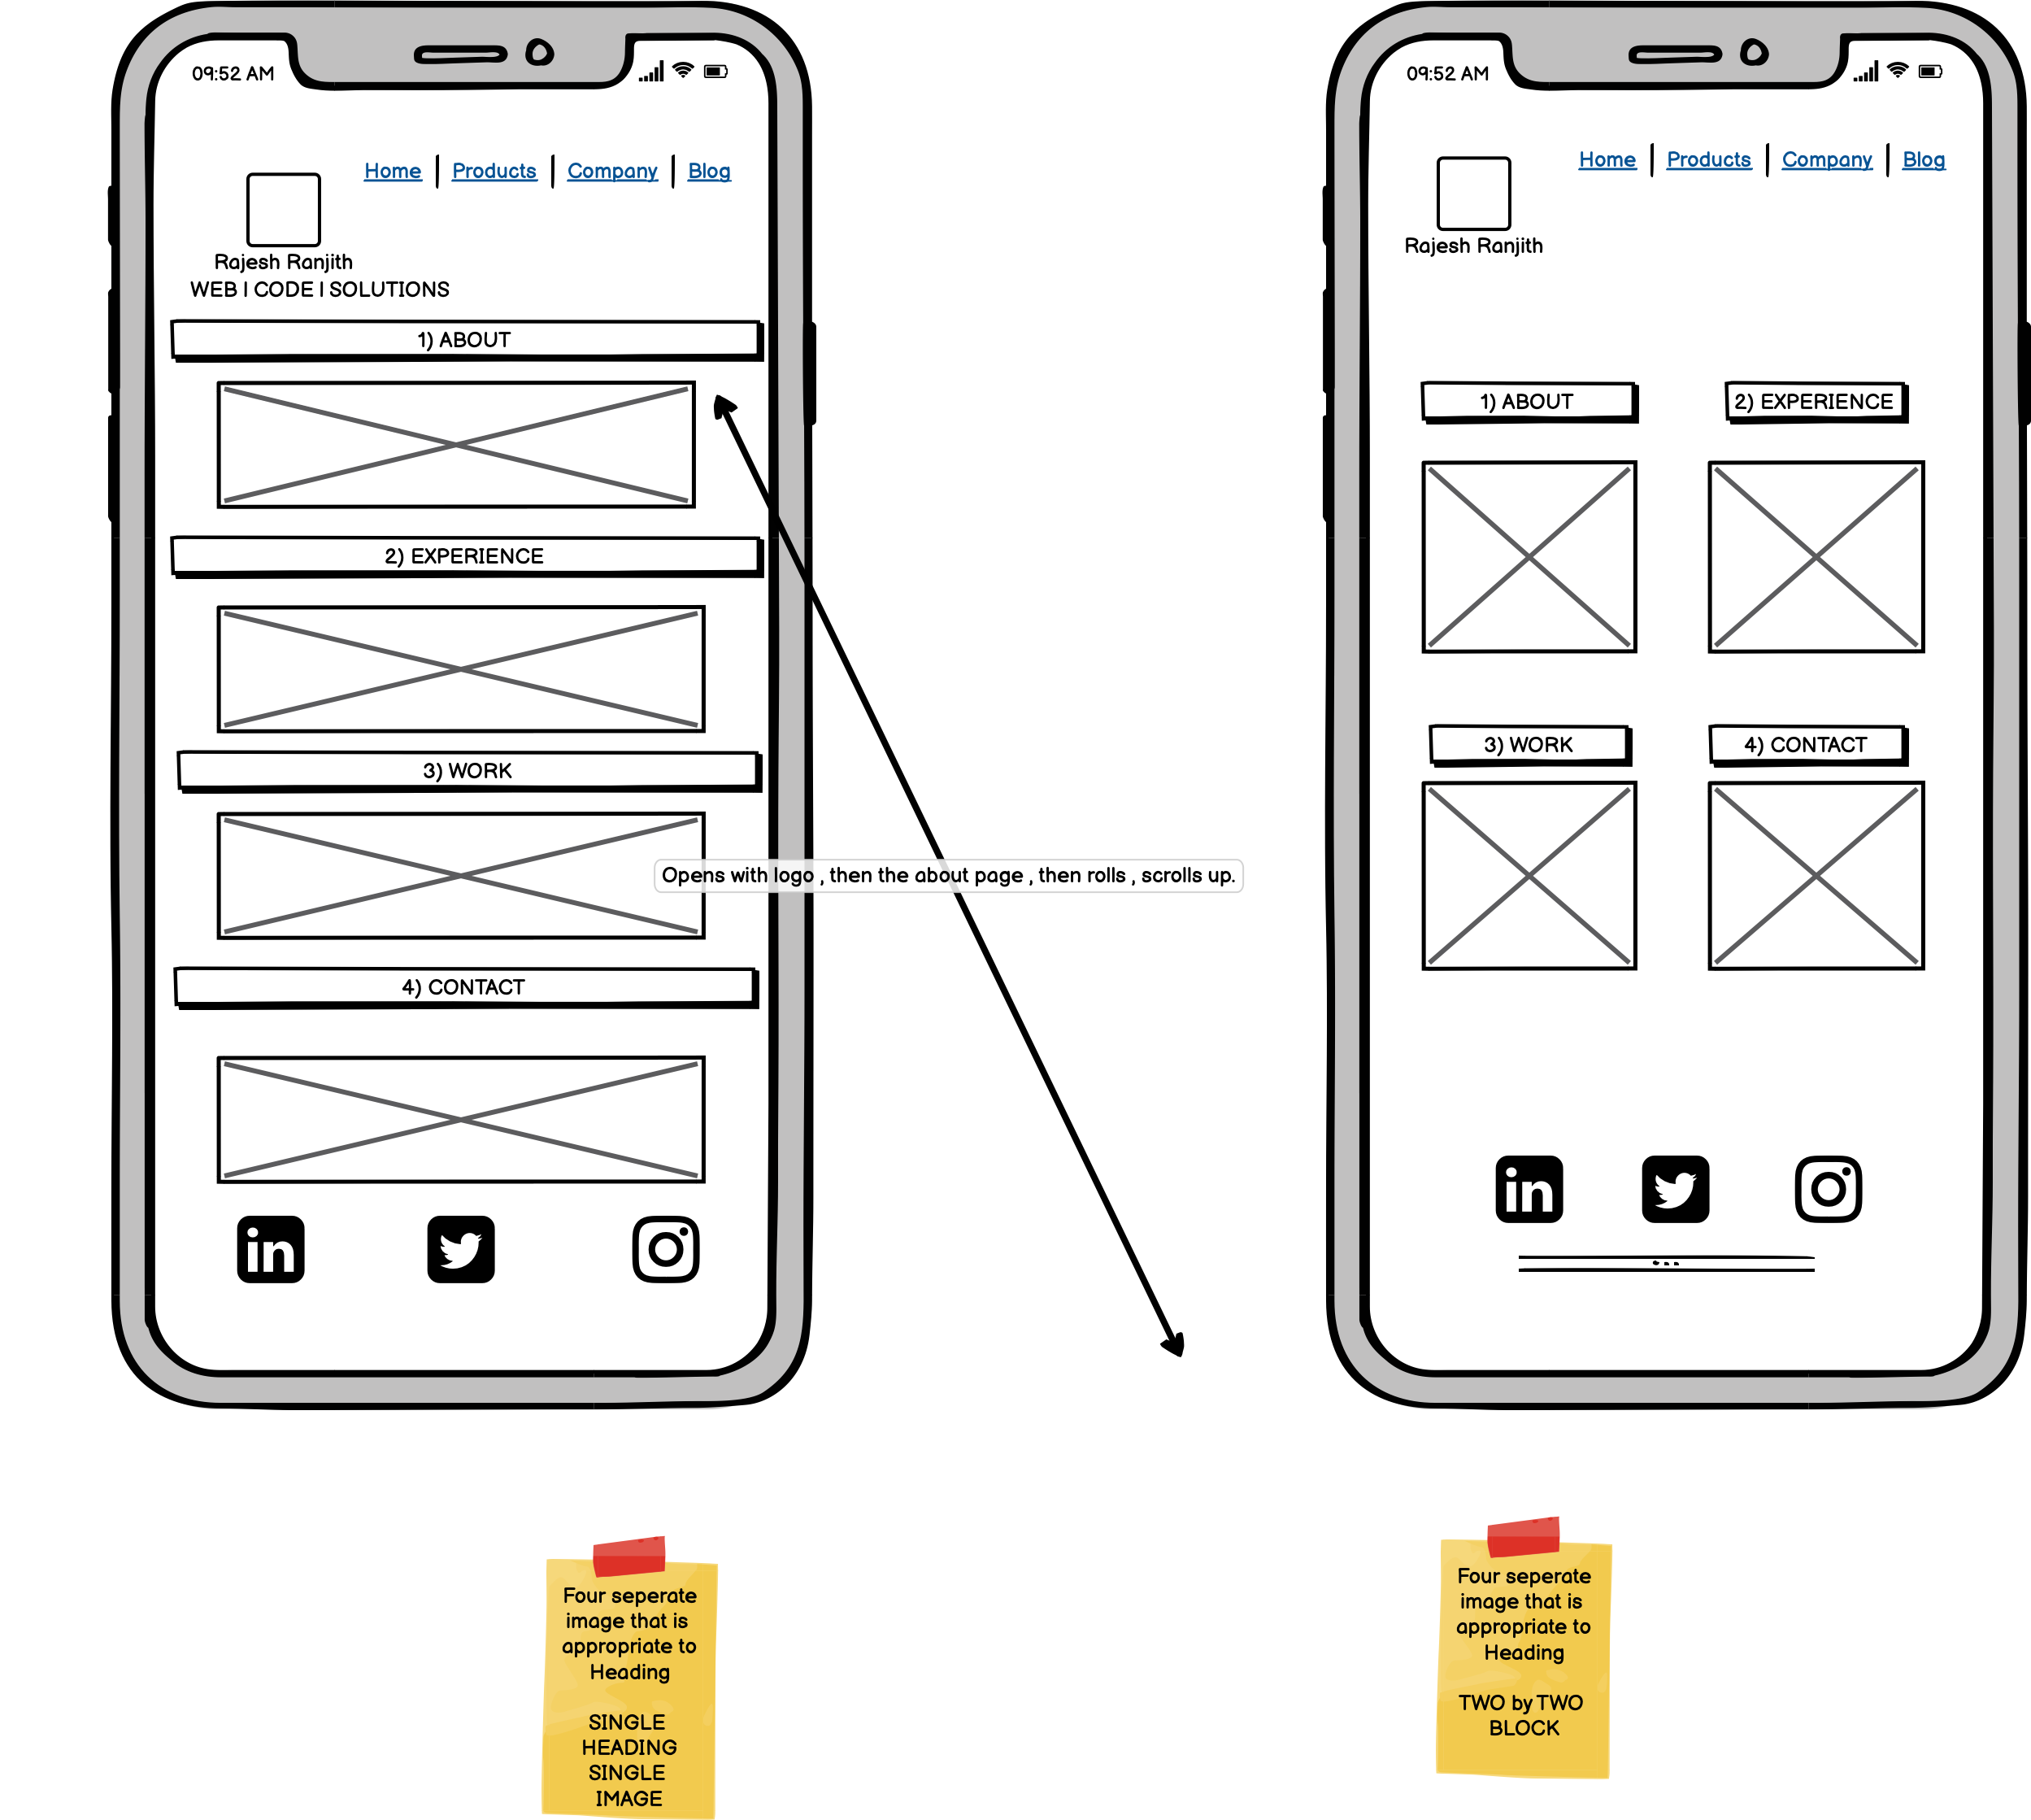 09:52 AM
Home | Products | Company | Blog
Rajesh Ranjith
WEB | CODE | SOLUTIONS
1) ABOUT
2) EXPERIENCE
3) WORK
4) CONTACT
in
Opens with logo , then the about page , then rolls , scrolls up.
09:52 AM
Home | Products | Company | Blog
Rajesh Ranjith
1) ABOUT
2) EXPERIENCE
3) WORK
4) CONTACT
in
Four seperate
image that is
appropriate to
Heading
SINGLE
HEADING
SINGLE
IMAGE
Four seperate
image that is
appropriate to
Heading
TWO by TWO
BLOCK